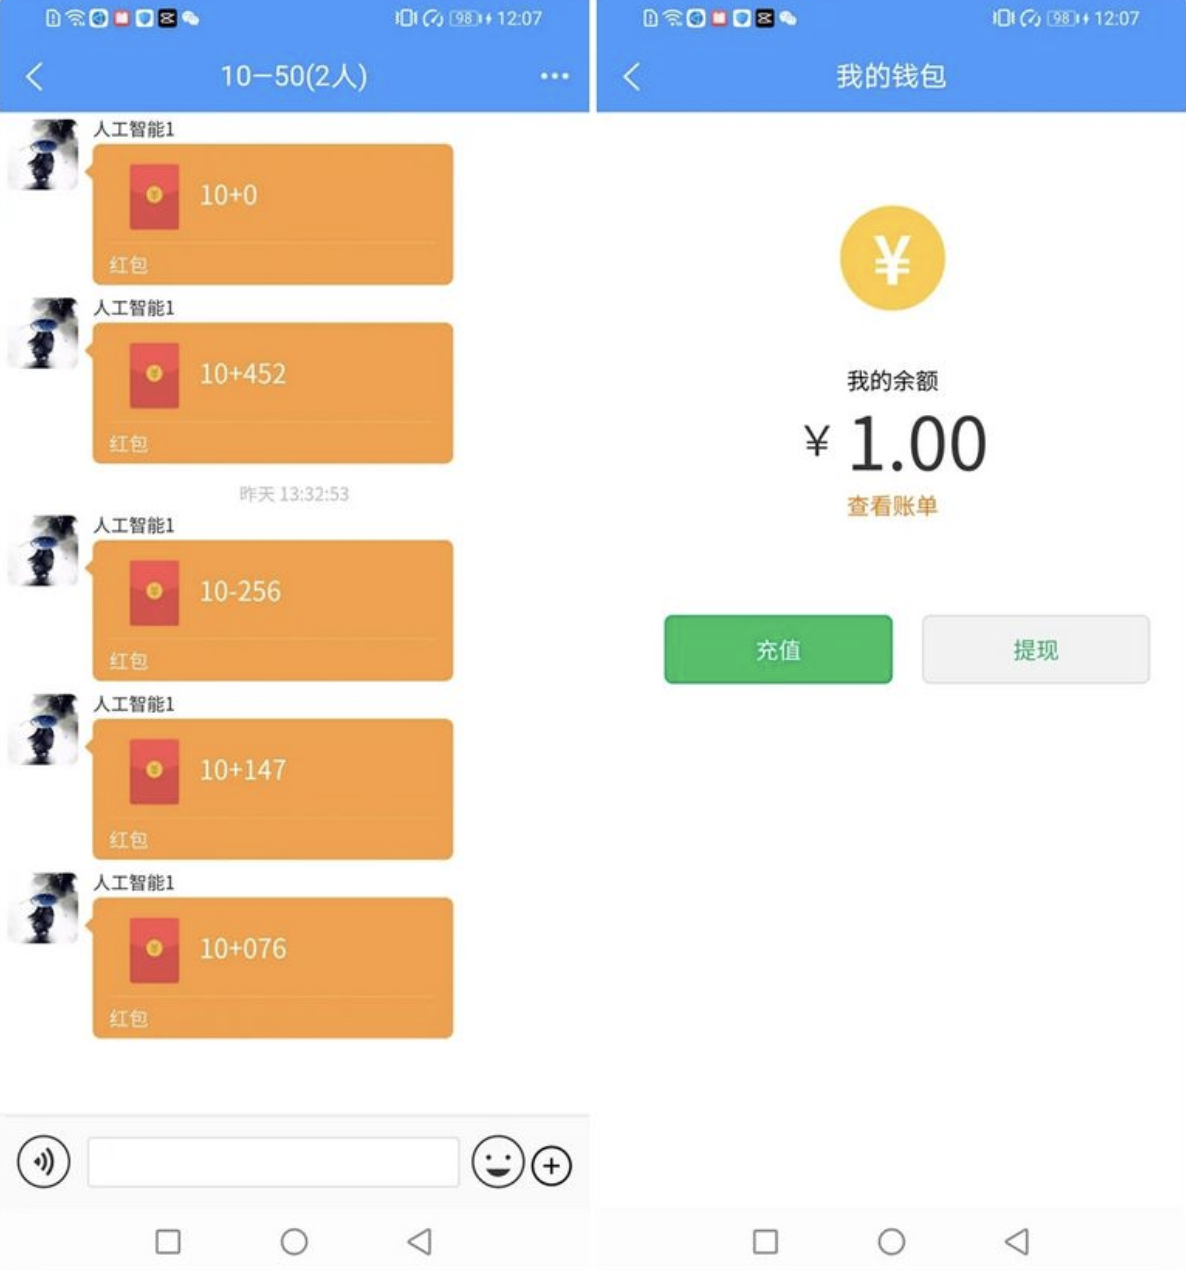 98 12:07
10—50(2人)
人工智能1
10+0
红包
人工智能1
10+452
红包
昨天 13:32:53
人工智能1
10-256
红包
人工智能1
10+147
红包
人工智能1
10+076
红包
98 12:07
我的钱包
¥
我的余额
¥ 1.00
查看账单
充值
提现